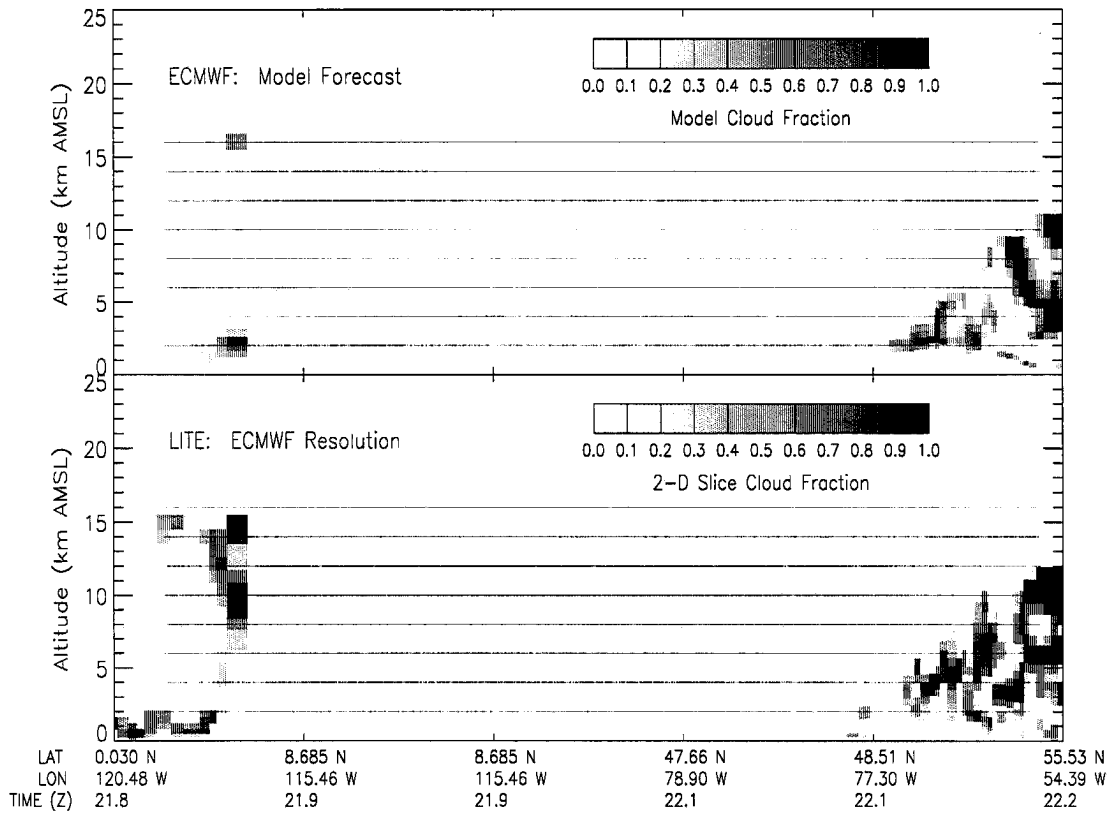 25
20
15
10
5
0
Altitude (km AMSL)
ECMWF: Model Forecast
0.0 0.1 0.2 0.3 0.4 0.5 0.6 0.7 0.8 0.9 1.0
Model Cloud Fraction
25
20
15
10
5
0
Altitude (km AMSL)
LITE: ECMWF Resolution
0.0 0.1 0.2 0.3 0.4 0.5 0.6 0.7 0.8 0.9 1.0
2-D Slice Cloud Fraction
LAT 0.030 N 8.685 N 8.685 N 47.66 N 48.51 N 55.53 N
LON 120.48 W 115.46 W 115.46 W 78.90 W 77.30 W 54.39 W
TIME (Z) 21.8 21.9 21.9 22.1 22.1 22.2